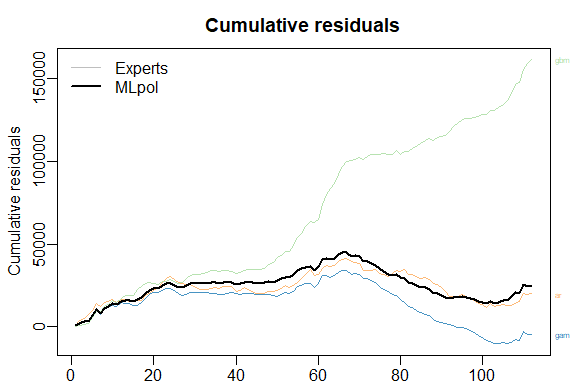 Cumulative residuals
Experts
MLpol
Cumulative residuals
0
50000
100000
150000
0
20
40
60
80
100
gbm
ar
gam